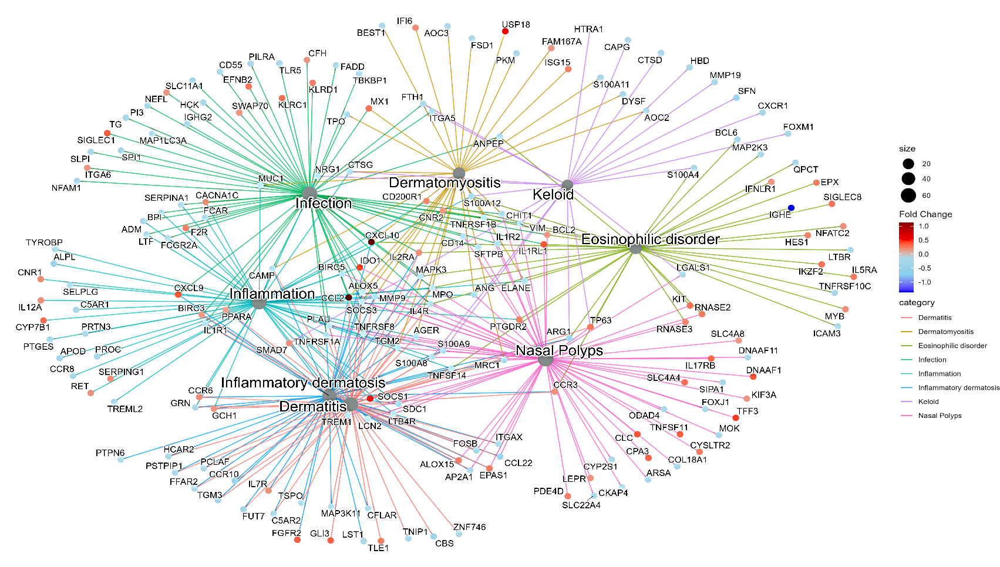 IFI6
USP18
BEST1
AOC3
HTRA1
FSD1
FAM167A
CAPG
PKM
ISG15
CTSD
HBD
CFH
PILRA
CD55
TLR5
FADD
EFNB2
TBKBP1
MMP19
SLC11A1
KLRD1
S100A11
SFN
NEFL
HCK
KLRC1
MX1
FTH1
DYSF
CXCR1
PI3
IGHG2
SWAP70
TPO
ITGA5
AOC2
TG
FOXM1
SIGLEC1
MAP1LC3A
ANPEP
BCL6
MAP2K3
SLPI
SPI1
ITGA6
NRG1
CTSG
S100A4
QPCT
NFAM1
MUC1
Dermatomyositis
Keloid
IFNLR1
EPX
SERPINA1
CACNA1C
Infection
CD200R1
S100A12
SIGLEC8
BPI
FCAR
CNR2
CHIT1
IGHE
TNFRSF1B
ADM
F2R
VIM
BCL2
NFATC2
LTF
FCGR2A
CXCL10
CD14
IL1R2
Eosinophilic disorder
HES1
TYROBP
SFTPB
IL1RL1
LTBR
ALPL
IDO1
IL2RA
BIRC5
MAPK3
LGALS1
IKZF2
IL5RA
CNR1
CAMP
SELPLG
CXCL9
Inflammation
ALOX5
MPO
ANG
ELANE
TNFRSF10C
IL12A
C5AR1
BIRC3
CCL2
MMP9
KIT
RNASE2
PPARA
SOCS3
IL4R
MYB
CYP7B1
PRTN3
IL1R1
PLAU
TNFRSF8
PTGDR2
TP63
RNASE3
ICAM3
PTGES
TNFRSF1A
TGM2
AGER
ARG1
SLC4A8
APOD
PROC
SMAD7
S100A9
Nasal Polyps
DNAAF11
S100A8
IL17RB
CCR8
SERPING1
TNFSF14
MRC1
DNAAF1
RET
Inflammatory dermatosis
SLC4A4
SIPA1
CCR6
CCR3
KIF3A
TREML2
GRN
SOCS1
FOXJ1
GCH1
Dermatitis
SDC1
TFF3
TREM1
LCN2
LTB4R
ODAD4
TNFSF11
MOK
PTPN6
HCAR2
FOSB
ITGAX
CLC
CYSLTR2
PSTPIP1
PCLAF
CCL22
CPA3
COL18A1
FFAR2
CCR10
ALOX15
AP2A1
EPAS1
CYP2S1
ARSA
TGM3
IL7R
LEPR
TSPO
PDE4D
CKAP4
FUT7
C5AR2
MAP3K11
CFLAR
SLC22A4
FGFR2
GLI3
LST1
TLE1
TNIP1
CBS
ZNF746
size
20
40
60
Fold Change
1.0
0.5
0.0
-0.5
-1.0
category
Dermatitis
Dermatomyositis
Eosinophilic disorder
Infection
Inflammation
Inflammatory dermatosis
Keloid
Nasal Polyps